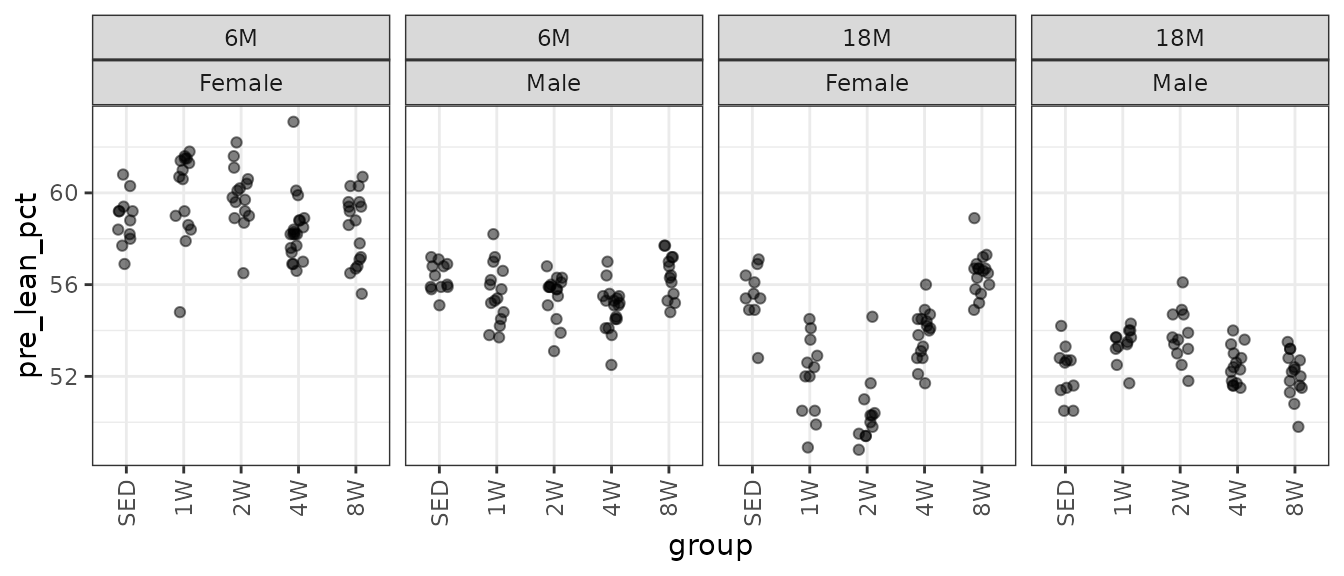 6M 6M 18M 18M
Female Male Female Male
pre_lean_pct
60
56
52
SED 1W 2W 4W 8W SED 1W 2W 4W 8W SED 1W 2W 4W 8W SED 1W 2W 4W 8W
group